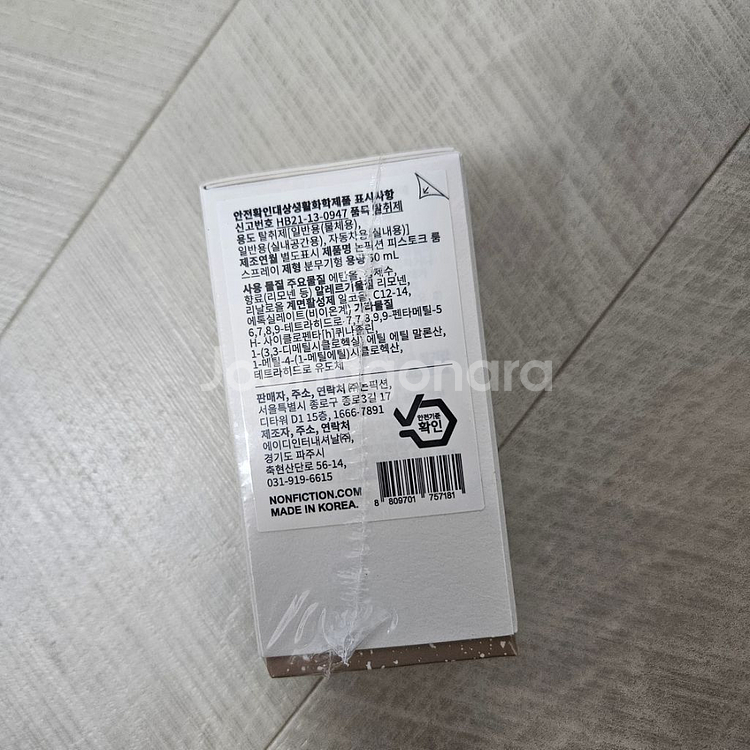 안전확인대상생활화학제품 표시사항
신고번호 HB21-13-0947 품목 탈취제
용도 탈취제[일반용(물체용),
일반용(실내공간용), 자동차용(실내용)]
제조연월 별도표시 제품명 논픽션 피스토크 룸
스프레이 제형 분무기형 용량 60 mL
사용 물질 주요물질 에탄올, 정제수,
향료(리모넨 등) 알레르기물질 리모넨,
리날로올 계면활성제 알코올, C12-14,
에톡실레이트(비이온계) 기타물질
6,7,8,9-테트라히드로, 7,7,8,9,9-펜타메틸-5
H- 사이클로펜타[h]퀴나졸린,
1-(3,3-디메틸시클로헥실) 에틸 에틸 말론산,
1-메틸-4-(1-메틸에틸)시클로헥산,
테트라히드로 유도체
판매자, 주소, 연락처 ㈜논픽션,
서울특별시 종로구 종로3길 17
디타워 D1 15층, 1666-7891
제조자, 주소, 연락처
에이디인터내셔날㈜,
경기도 파주시
축현산단로 56-14,
031-919-6615
안전기준
확인
NONFICTION.COM
MADE IN KOREA.
8 809701 757181
Joonggonara